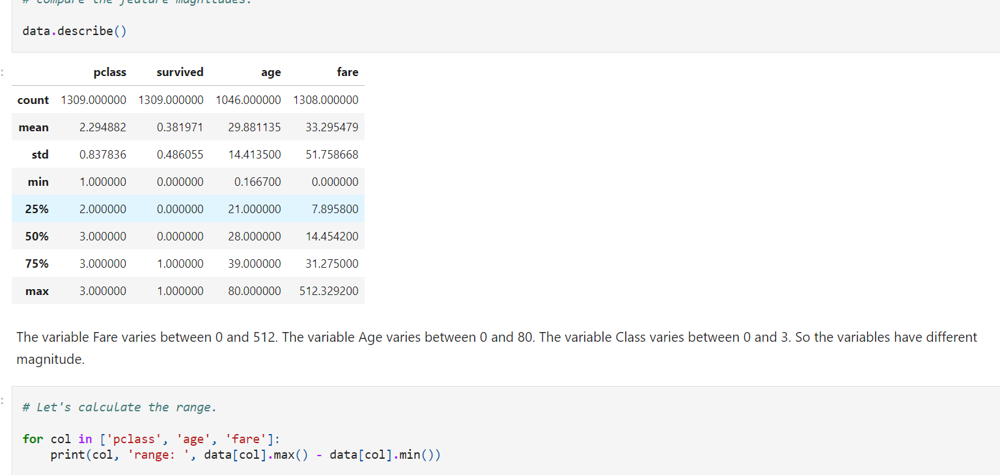 # compare the feature magnitudes.
data.describe()
:
pclass survived age fare
count 1309.000000 1309.000000 1046.000000 1308.000000
mean 2.294882 0.381971 29.881135 33.295479
std 0.837836 0.486055 14.413500 51.758668
min 1.000000 0.000000 0.166700 0.000000
25% 2.000000 0.000000 21.000000 7.895800
50% 3.000000 0.000000 28.000000 14.454200
75% 3.000000 1.000000 39.000000 31.275000
max 3.000000 1.000000 80.000000 512.329200
The variable Fare varies between 0 and 512. The variable Age varies between 0 and 80. The variable Class varies between 0 and 3. So the variables have different
magnitude.
:
# Let's calculate the range.
for col in ['pclass', 'age', 'fare']:
    print(col, 'range: ', data[col].max() - data[col].min())